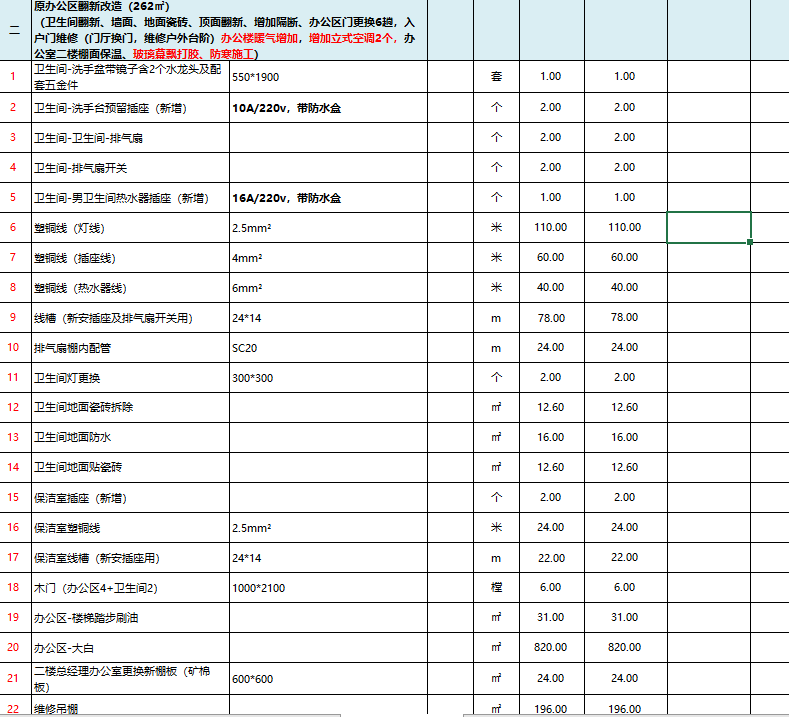 二
原办公区翻新改造（262㎡）
（卫生间翻新、墙面、地面瓷砖、顶面翻新、增加隔断、办公区门更换6樘，入
户门维修（门厅换门，维修户外台阶）办公楼暖气增加，增加立式空调2个，办
公室二楼棚面保温、玻璃幕飘打胶、防寒施工）
1 卫生间-洗手盆带镜子含2个水龙头及配 550*1900 套 1.00 1.00
套五金件
2 卫生间-洗手台预留插座（新增） 10A/220v，带防水盒 个 2.00 2.00
3 卫生间-卫生间-排气扇 个 2.00 2.00
4 卫生间-排气扇开关 个 2.00 2.00
5 卫生间-男卫生间热水器插座（新增） 16A/220v，带防水盒 个 1.00 1.00
6 塑铜线（灯线） 2.5mm² 米 110.00 110.00
7 塑铜线（插座线） 4mm² 米 60.00 60.00
8 塑铜线（热水器线） 6mm² 米 40.00 40.00
9 线槽（新安插座及排气扇开关用） 24*14 m 78.00 78.00
10 排气扇棚内配管 SC20 m 24.00 24.00
11 卫生间灯更换 300*300 个 2.00 2.00
12 卫生间地面瓷砖拆除 ㎡ 12.60 12.60
13 卫生间地面防水 ㎡ 16.00 16.00
14 卫生间地面贴瓷砖 ㎡ 12.60 12.60
15 保洁室插座（新增） 个 2.00 2.00
16 保洁室塑铜线 2.5mm² 米 24.00 24.00
17 保洁室线槽（新安插座用） 24*14 m 22.00 22.00
18 木门（办公区4+卫生间2） 1000*2100 樘 6.00 6.00
19 办公区-楼梯踏步刷油 ㎡ 31.00 31.00
20 办公区-大白 ㎡ 820.00 820.00
21 二楼总经理办公室更换新棚板（矿棉 600*600 ㎡ 24.00 24.00
板）
22 维修吊棚 ㎡ 196.00 196.00